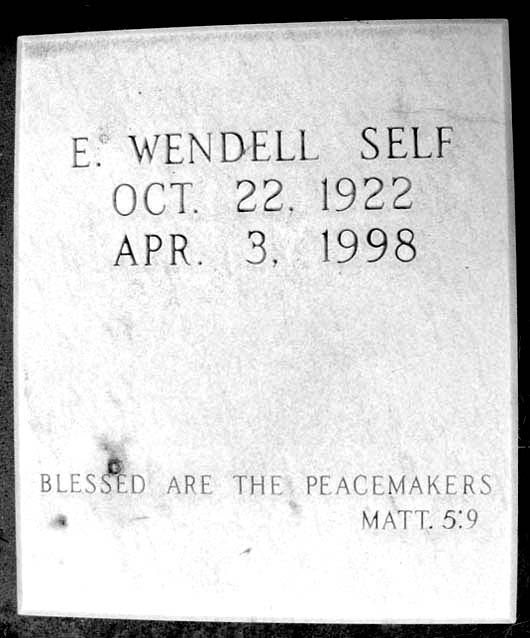 E. WENDELL SELF
OCT. 22, 1922
APR. 3, 1998
BLESSED ARE THE PEACEMAKERS
MATT. 5:9